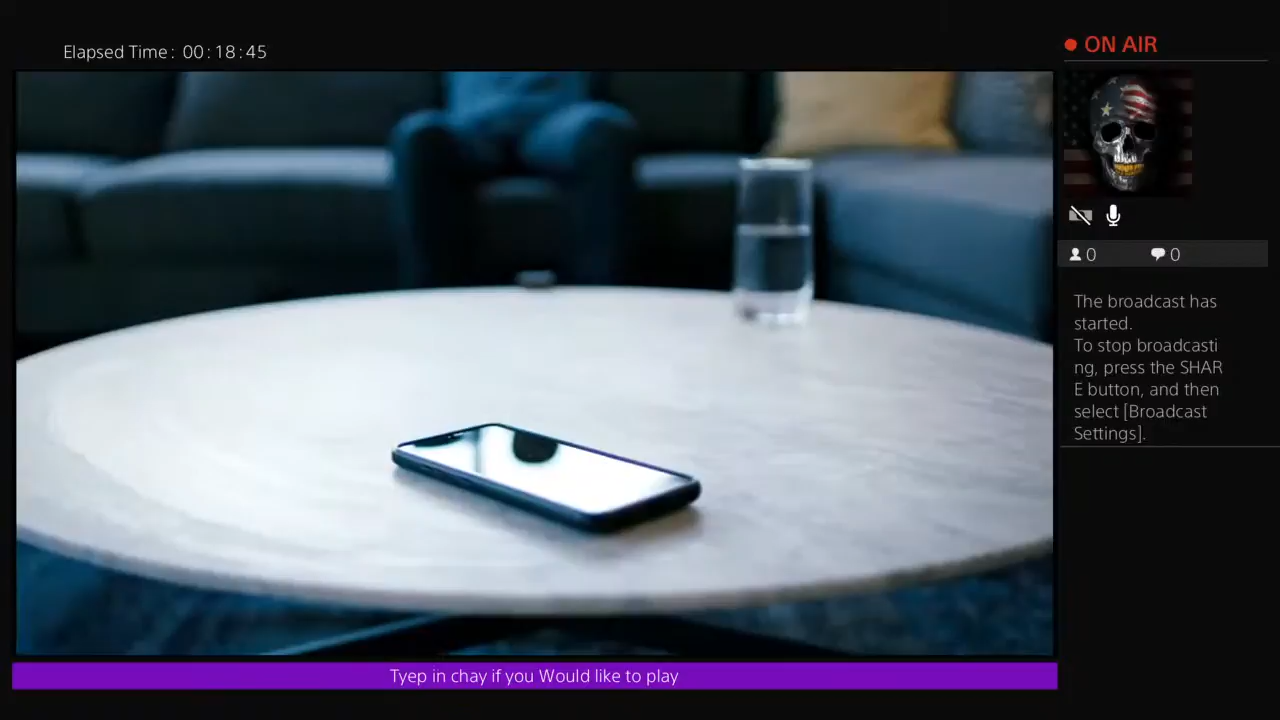 Elapsed Time: 00:18:45
ON AIR
0
0
The broadcast has
started.
To stop broadcasti
ng, press the SHAR
E button, and then
select [Broadcast
Settings].
Tyep in chay if you Would like to play